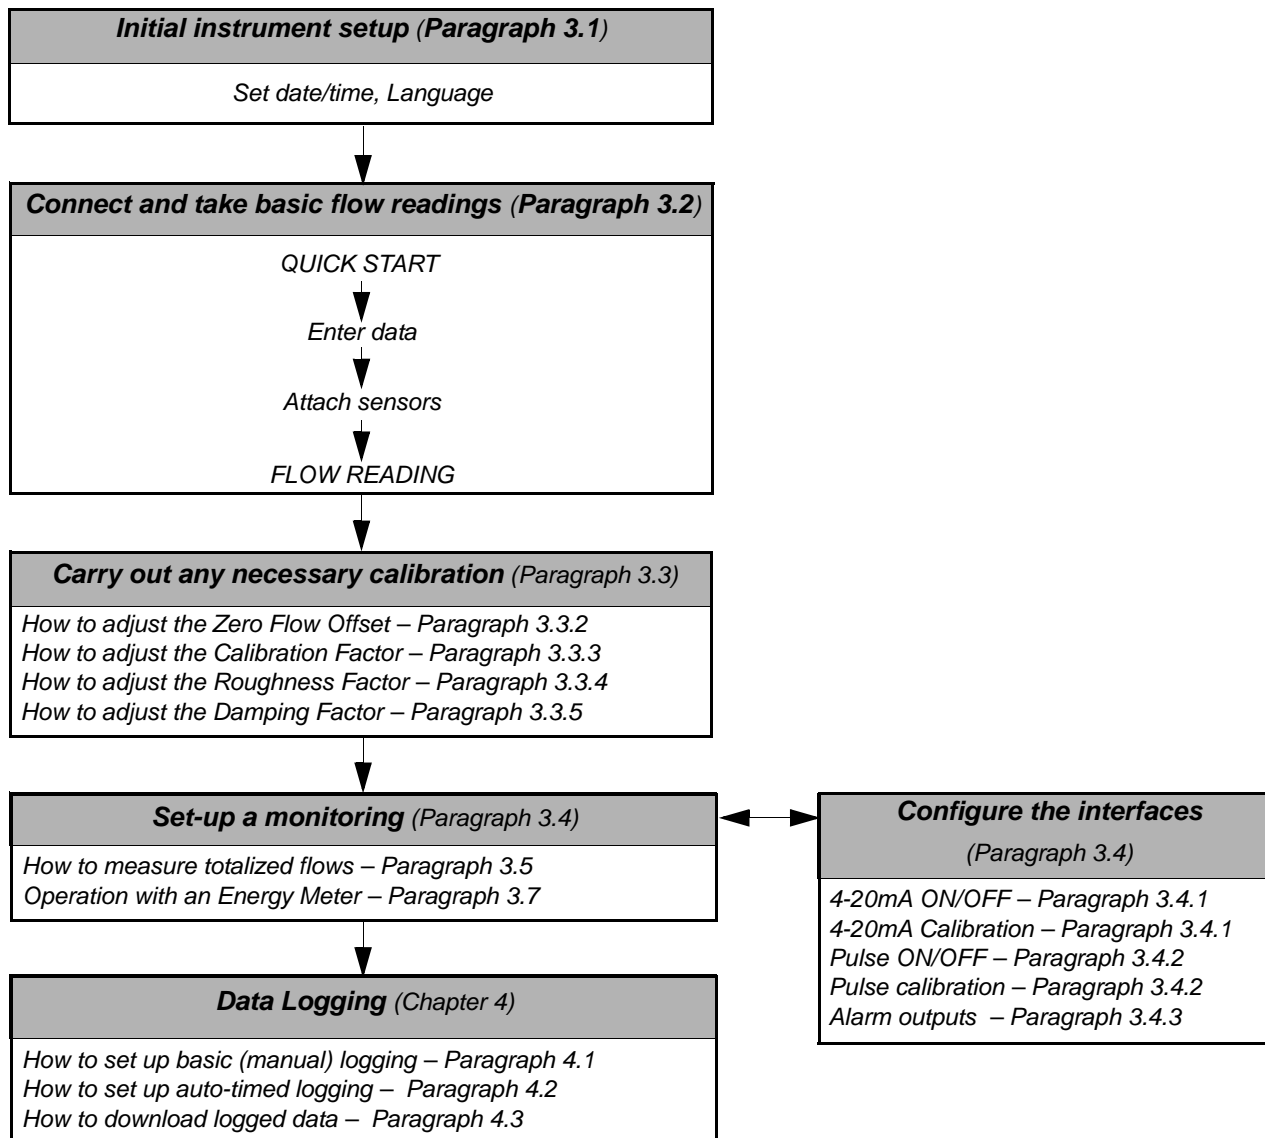 Initial instrument setup (Paragraph 3.1)
Set date/time, Language
Connect and take basic flow readings (Paragraph 3.2)
QUICK START
Enter data
Attach sensors
FLOW READING
Carry out any necessary calibration (Paragraph 3.3)
How to adjust the Zero Flow Offset – Paragraph 3.3.2
How to adjust the Calibration Factor – Paragraph 3.3.3
How to adjust the Roughness Factor – Paragraph 3.3.4
How to adjust the Damping Factor – Paragraph 3.3.5
Set-up a monitoring (Paragraph 3.4)
How to measure totalized flows – Paragraph 3.5
Operation with an Energy Meter – Paragraph 3.7
Configure the interfaces
(Paragraph 3.4)
4-20mA ON/OFF – Paragraph 3.4.1
4-20mA Calibration – Paragraph 3.4.1
Pulse ON/OFF – Paragraph 3.4.2
Pulse calibration – Paragraph 3.4.2
Alarm outputs – Paragraph 3.4.3
Data Logging (Chapter 4)
How to set up basic (manual) logging – Paragraph 4.1
How to set up auto-timed logging – Paragraph 4.2
How to download logged data – Paragraph 4.3